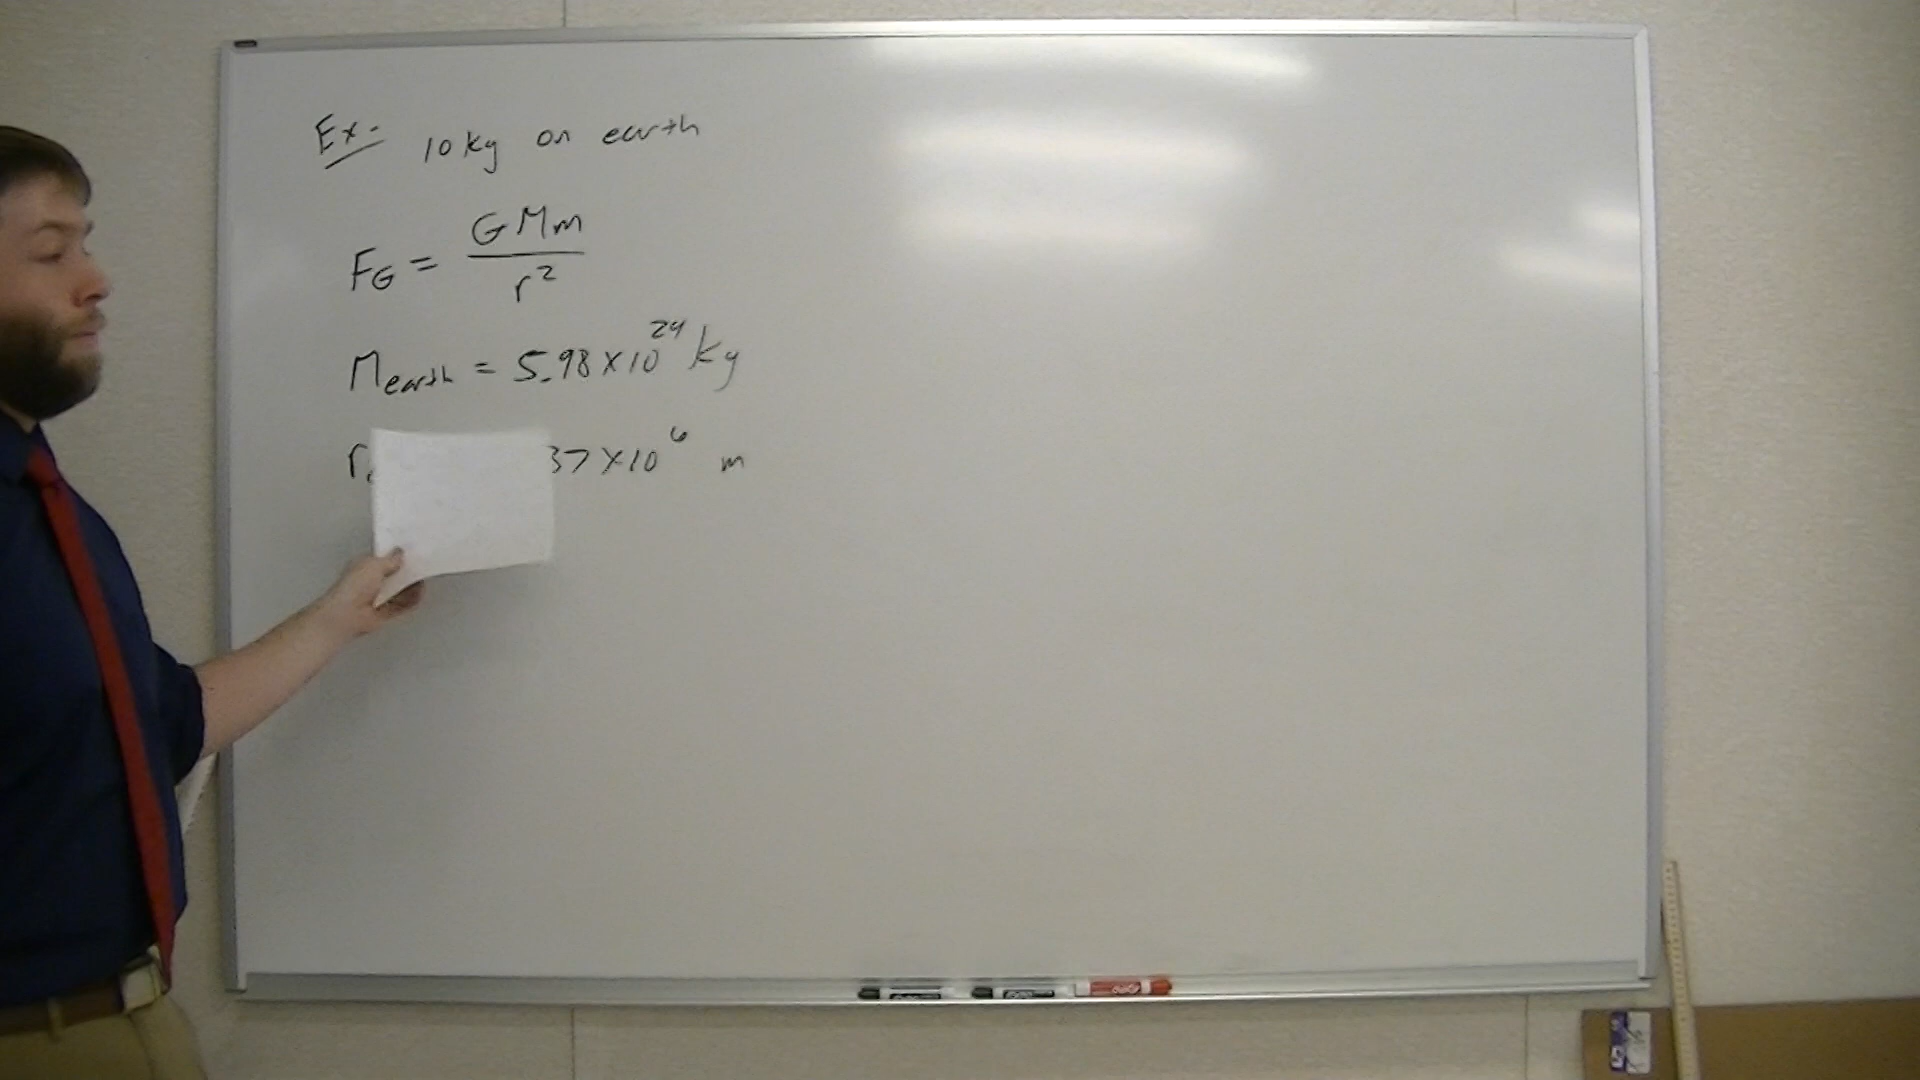 Ex. 10 kg on earth
F_G = GMm / r²
M_earth = 5.98 × 10²⁴ kg
r 37 × 10⁶ m